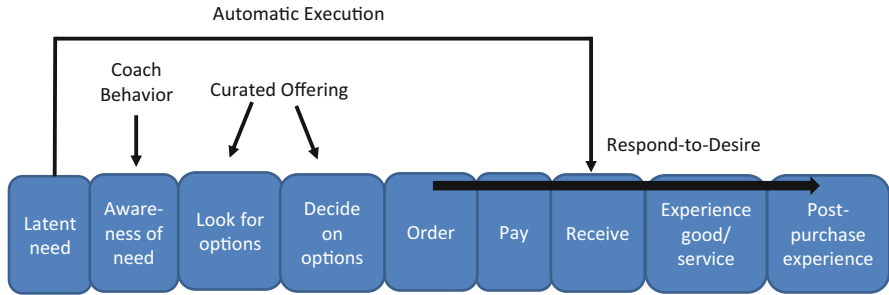 Automatic Execution
Coach
Behavior
Curated Offering
Respond-to-Desire
Latent
need
Aware-
ness of
need
Look for
options
Decide
on
options
Order
Pay
Receive
Experience
good/
service
Post-
purchase
experience